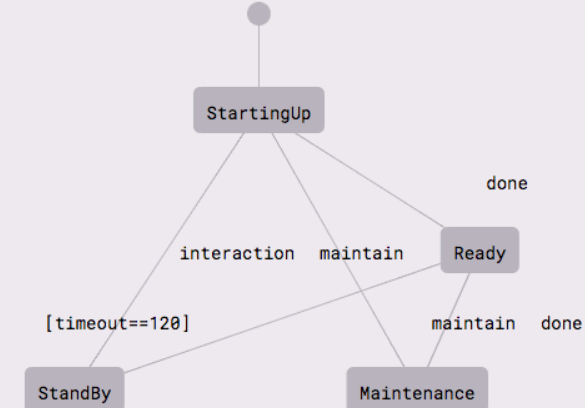 StartingUp
done
interaction maintain Ready
[timeout==120] maintain done
StandBy Maintenance